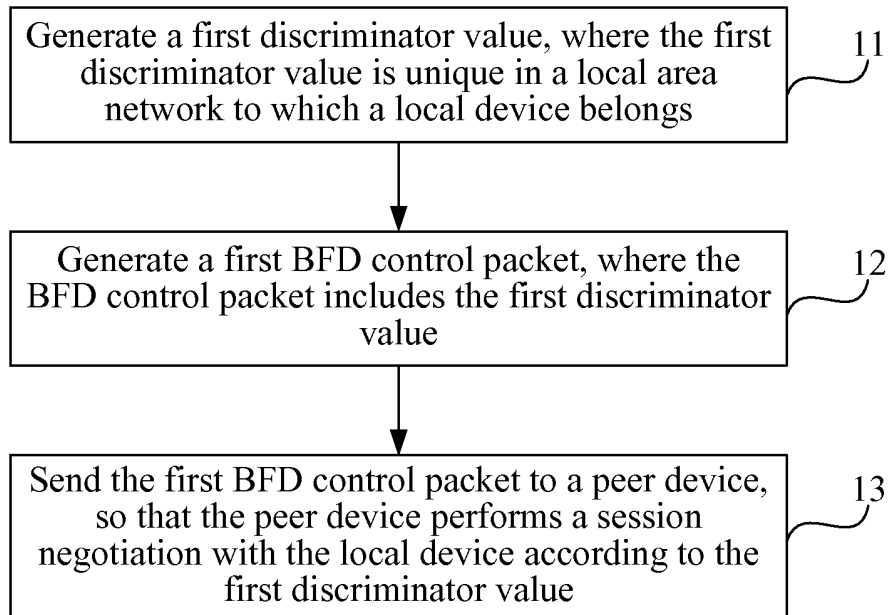 Generate a first discriminator value, where the first
discriminator value is unique in a local area
network to which a local device belongs
11
Generate a first BFD control packet, where the
BFD control packet includes the first discriminator
value
12
Send the first BFD control packet to a peer device,
so that the peer device performs a session
negotiation with the local device according to the
first discriminator value
13